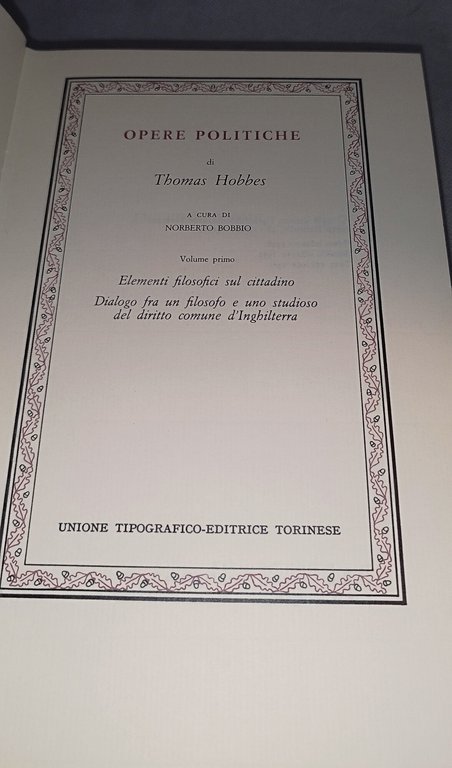 OPERE POLITICHE
di
Thomas Hobbes
A CURA DI
NORBERTO BOBBIO
Volume primo
Elementi filosofici sul cittadino
Dialogo fra un filosofo e uno studioso
del diritto comune d'Inghilterra
UNIONE TIPOGRAFICO-EDITRICE TORINESE